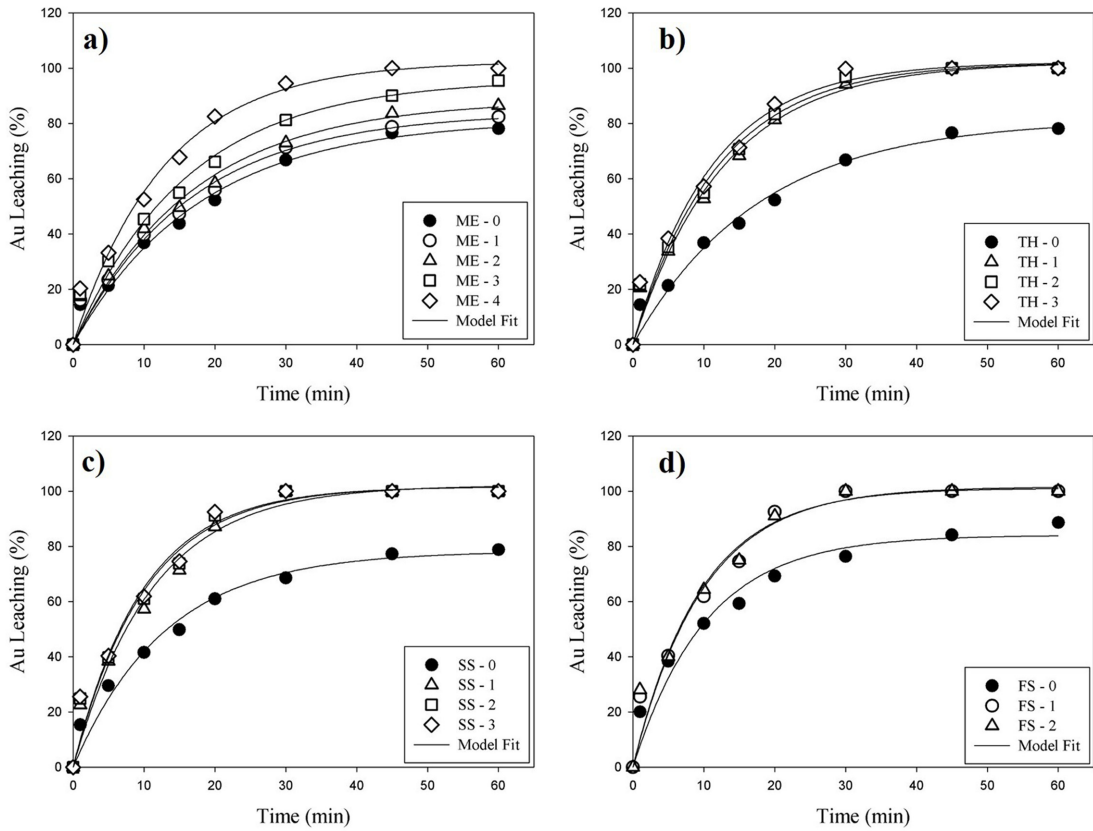 a)
120
100
80
60
40
20
0
Au Leaching (%)
0 10 20 30 40 50 60
Time (min)
ME - 0
ME - 1
ME - 2
ME - 3
ME - 4
Model Fit
b)
120
100
80
60
40
20
0
Au Leaching (%)
0 10 20 30 40 50 60
Time (min)
TH - 0
TH - 1
TH - 2
TH - 3
Model Fit
c)
120
100
80
60
40
20
0
Au Leaching (%)
0 10 20 30 40 50 60
Time (min)
SS - 0
SS - 1
SS - 2
SS - 3
Model Fit
d)
120
100
80
60
40
20
0
Au Leaching (%)
0 10 20 30 40 50 60
Time (min)
FS - 0
FS - 1
FS - 2
Model Fit